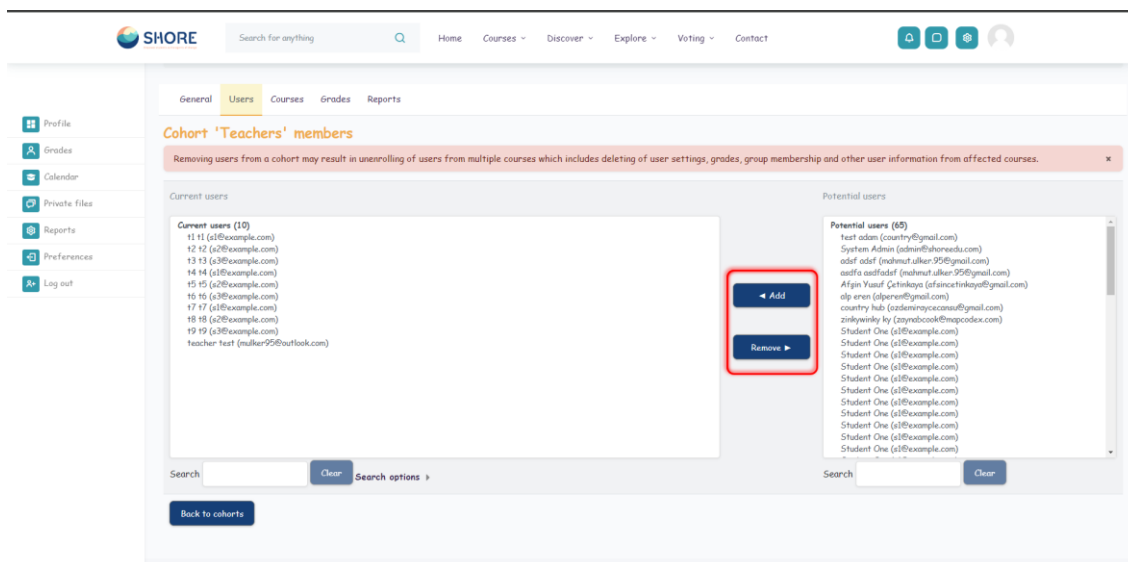 SHORE
Search for anything
Home Courses Discover Explore Voting Contact
General Users Courses Grades Reports
Profile
Grades
Calendar
Private files
Reports
Preferences
Log out
Cohort 'Teachers' members
Removing users from a cohort may result in unenrolling of users from multiple courses which includes deleting of user settings, grades, group membership and other user information from affected courses. ×
Current users
Current users (10)
t1 t1 (s1@example.com)
t2 t2 (s2@example.com)
t3 t3 (s3@example.com)
t4 t4 (s1@example.com)
t5 t5 (s2@example.com)
t6 t6 (s3@example.com)
t7 t7 (s1@example.com)
t8 t8 (s2@example.com)
t9 t9 (s3@example.com)
teacher test (mulker95@outlook.com)
Search Clear Search options
◄ Add
Remove ►
Potential users
Potential users (65)
test adam (country@gmail.com)
System Admin (admin@shoreedu.com)
adsf adsf (mahmut.ulker.95@gmail.com)
asdfa asdfadsf (mahmut.ulker.95@gmail.com)
Afşin Yusuf Çetinkaya (afsincetinkaya@gmail.com)
alp eren (alperen@gmail.com)
country hub (ozdemiraycecansu@gmail.com)
zinkywinky ky (zaynabcook@mapcodex.com)
Student One (s1@example.com)
Student One (s1@example.com)
Student One (s1@example.com)
Student One (s1@example.com)
Student One (s1@example.com)
Student One (s1@example.com)
Student One (s1@example.com)
Student One (s1@example.com)
Student One (s1@example.com)
Student One (s1@example.com)
Student One (s1@example.com)
Search Clear
Back to cohorts